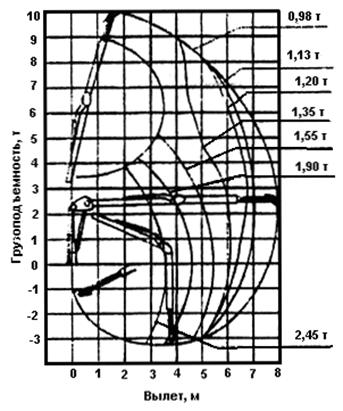 10
0,98 т
9
1,13 т
8
1,20 т
7
1,35 т
6
1,55 т
5
1,90 т
4
3
2
1
0
-1
-2
-3
2,45 т
Грузоподъемность, т
0 1 2 3 4 5 6 7 8
Вылет, м